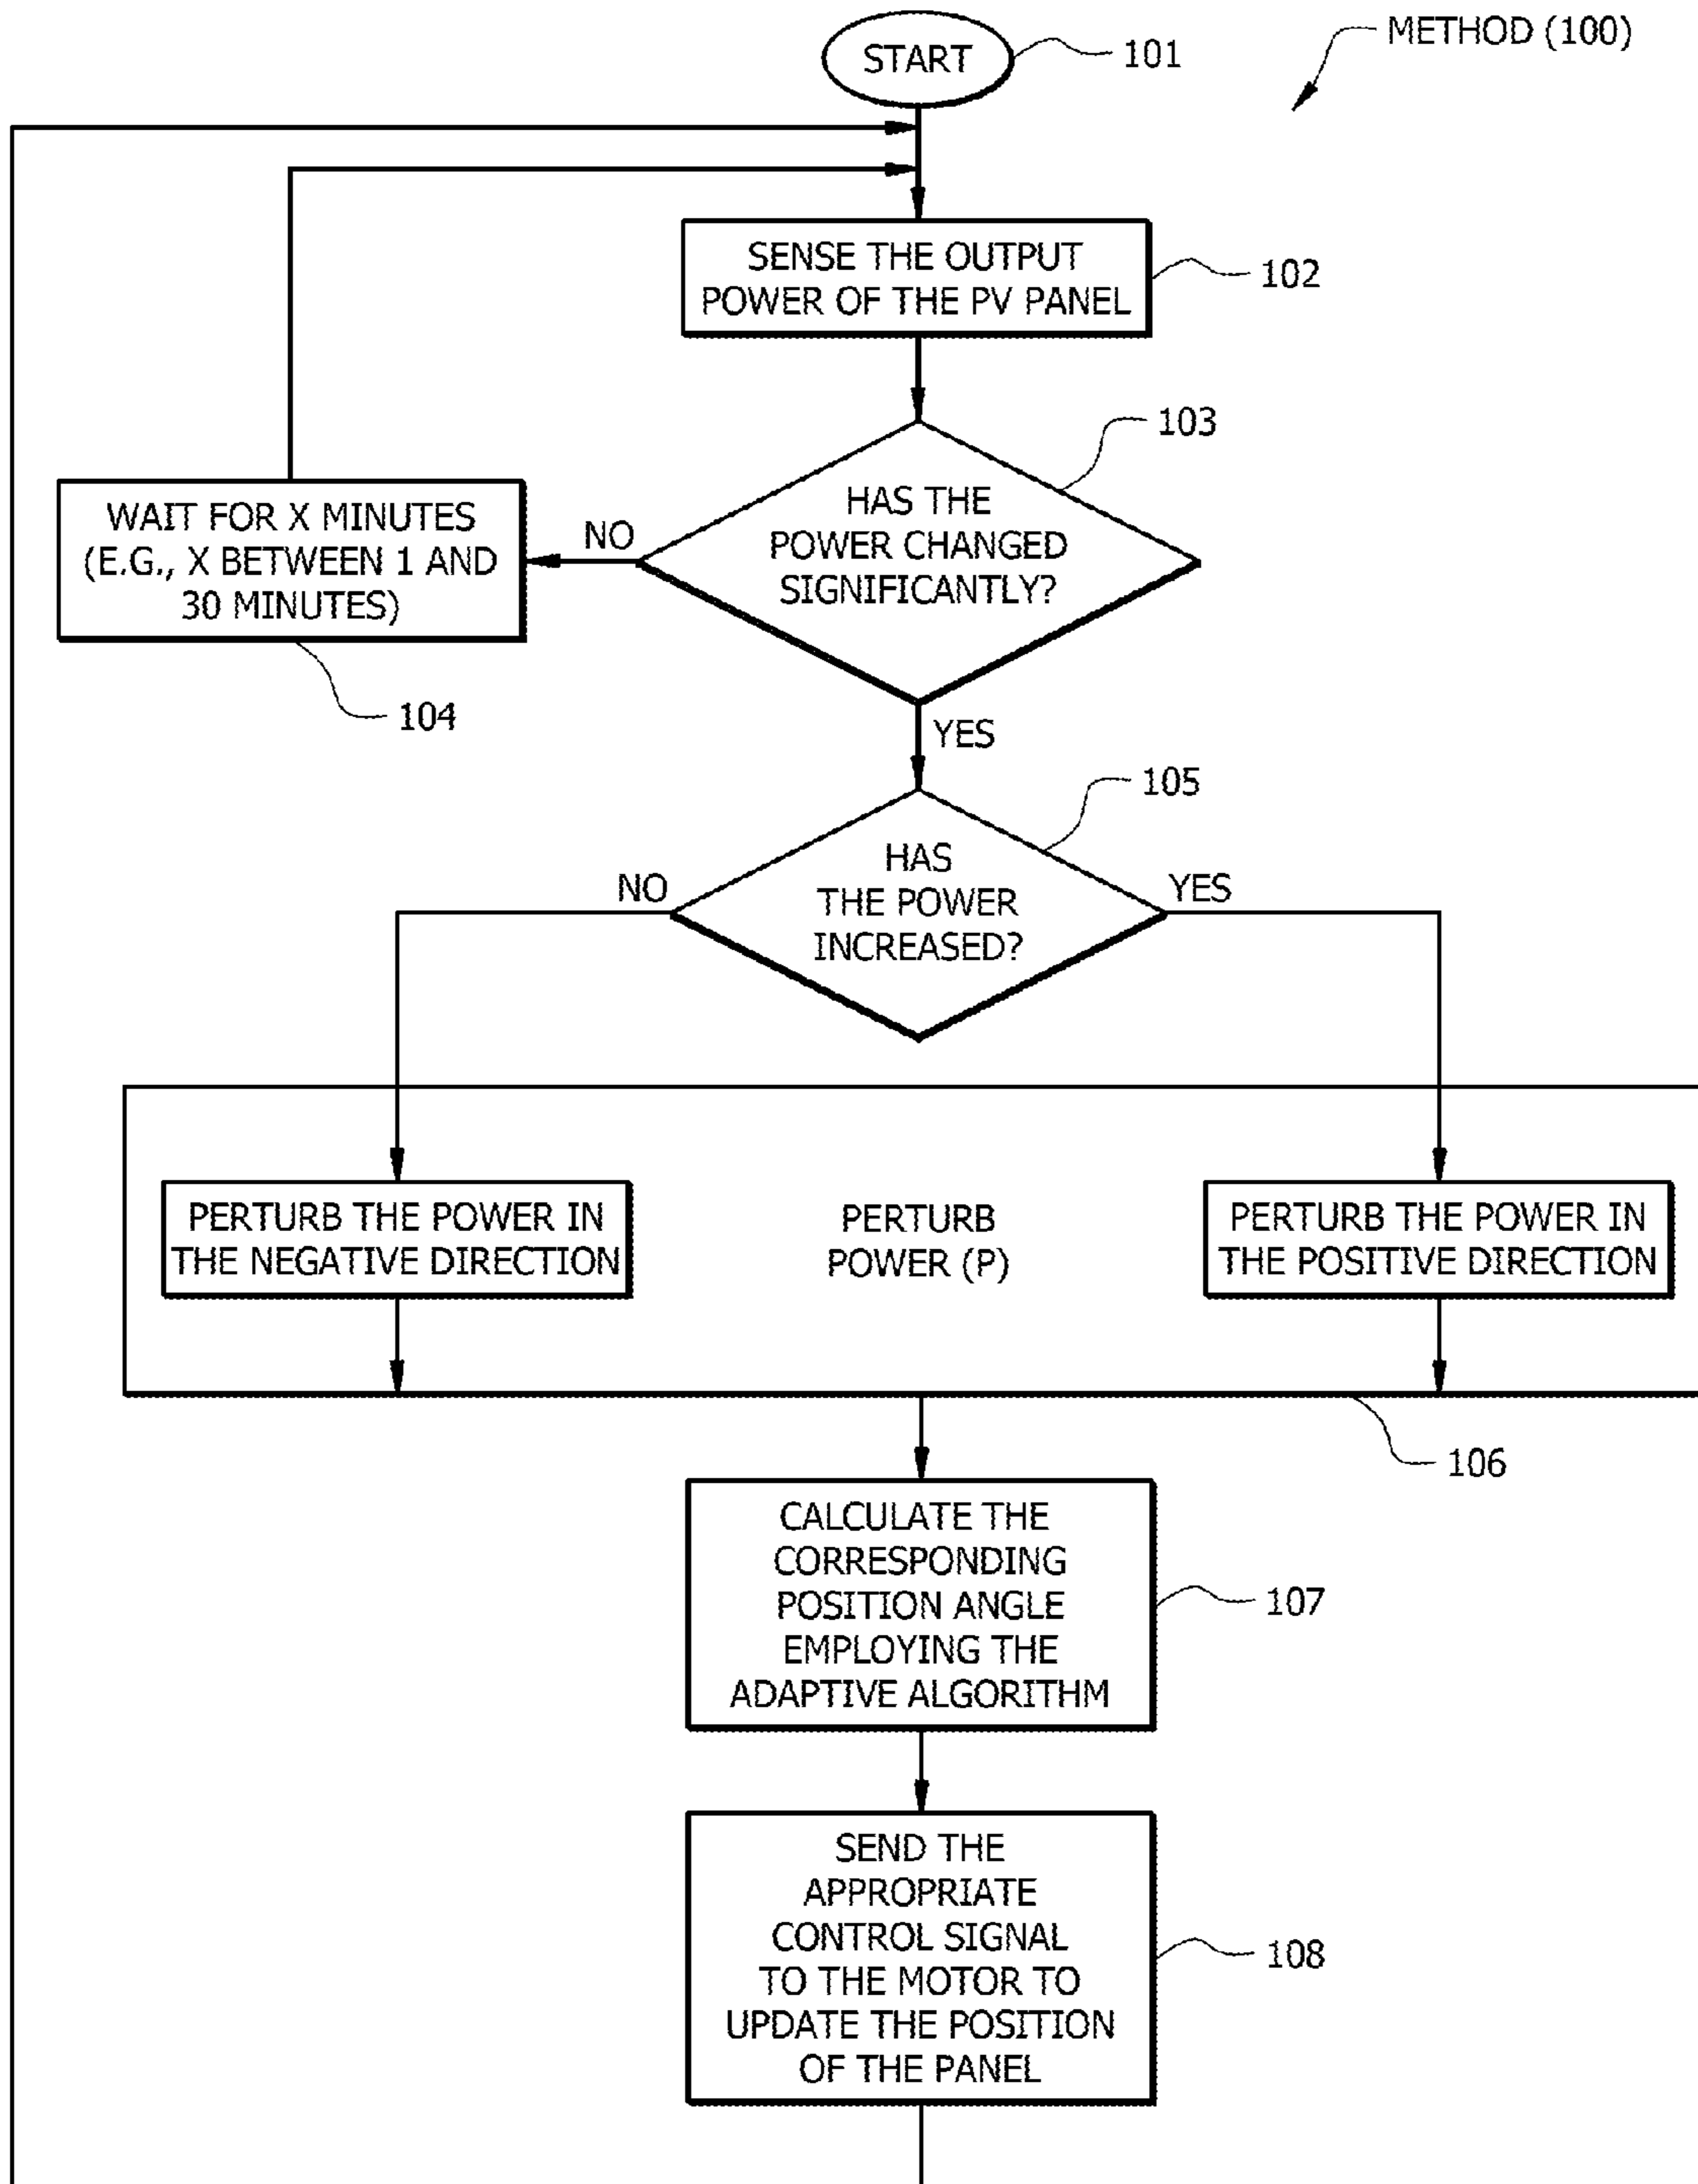 METHOD (100)
START
101
SENSE THE OUTPUT
POWER OF THE PV PANEL
102
HAS THE
POWER CHANGED
SIGNIFICANTLY?
103
NO
WAIT FOR X MINUTES
(E.G., X BETWEEN 1 AND
30 MINUTES)
104
YES
HAS
THE POWER
INCREASED?
105
NO
YES
PERTURB THE POWER IN
THE NEGATIVE DIRECTION
PERTURB
POWER (P)
PERTURB THE POWER IN
THE POSITIVE DIRECTION
106
CALCULATE THE
CORRESPONDING
POSITION ANGLE
EMPLOYING THE
ADAPTIVE ALGORITHM
107
SEND THE
APPROPRIATE
CONTROL SIGNAL
TO THE MOTOR TO
UPDATE THE POSITION
OF THE PANEL
108